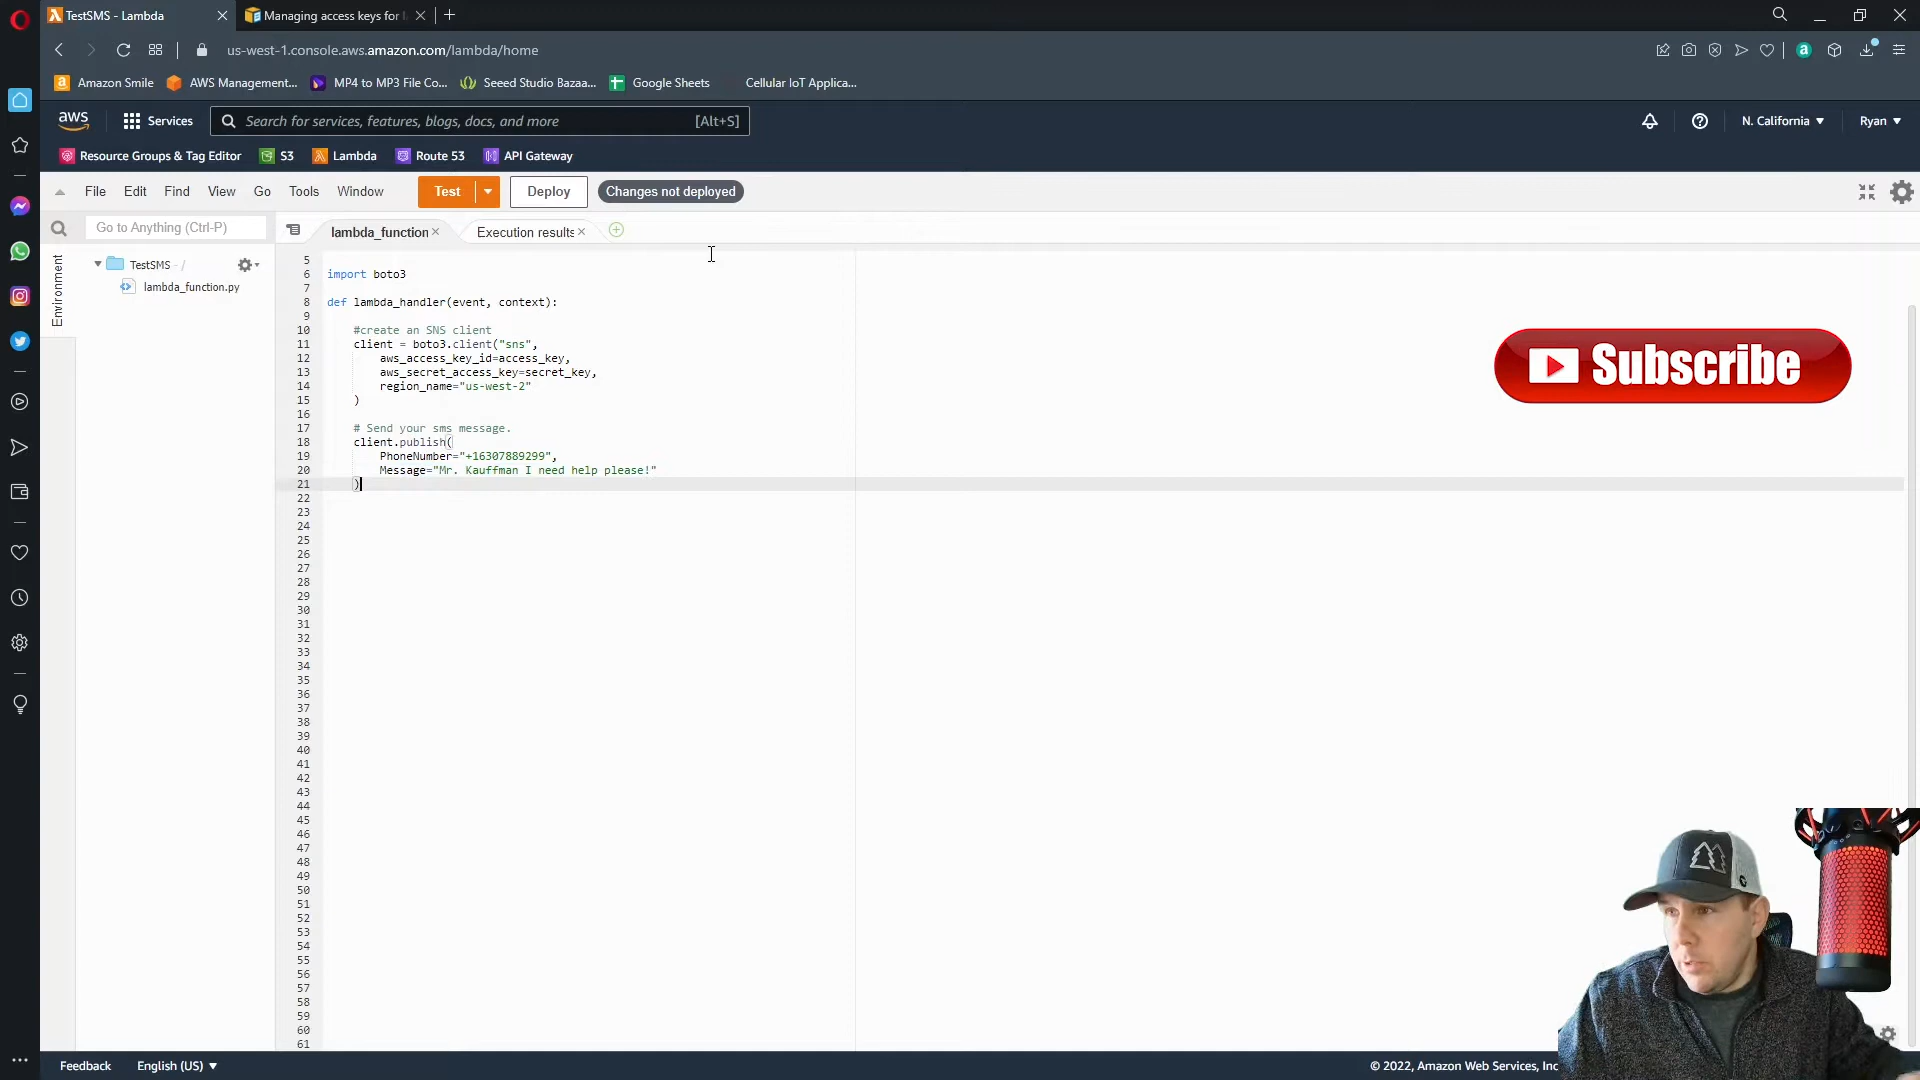 TestSMS - Lambda
Managing access keys for
us-west-1.console.aws.amazon.com/lambda/home
Amazon Smile
AWS Management...
MP4 to MP3 File Co...
Seeed Studio Bazaa...
Google Sheets
Cellular IoT Applica...
aws
Services
Search for services, features, blogs, docs, and more
[Alt+S]
N. California
Ryan
Resource Groups & Tag Editor
S3
Lambda
Route 53
API Gateway
File
Edit
Find
View
Go
Tools
Window
Test
Deploy
Changes not deployed
Go to Anything (Ctrl-P)
lambda_function
Execution results
Environment
TestSMS - /
lambda_function.py
5
6 import boto3
7
8 def lambda_handler(event, context):
9
10 #create an SNS client
11 client = boto3.client("sns",
12 aws_access_key_id=access_key,
13 aws_secret_access_key=secret_key,
14 region_name="us-west-2"
15 )
16
17 # Send your sms message.
18 client.publish(
19 PhoneNumber="+16307889299",
20 Message="Mr. Kauffman I need help please!"
21 )
22
23
24
25
26
27
28
29
30
31
32
33
34
35
36
37
38
39
40
41
42
43
44
45
46
47
48
49
50
51
52
53
54
55
56
57
58
59
60
61
Subscribe
Feedback
English (US)
© 2022, Amazon Web Services, Inc